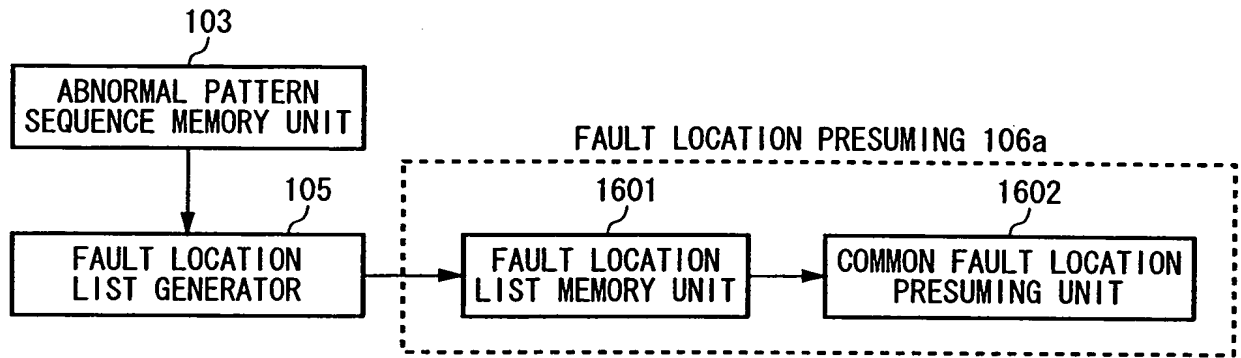 103
ABNORMAL PATTERN
SEQUENCE MEMORY UNIT
FAULT LOCATION PRESUMING 106a
105
FAULT LOCATION
LIST GENERATOR
1601
FAULT LOCATION
LIST MEMORY UNIT
1602
COMMON FAULT LOCATION
PRESUMING UNIT